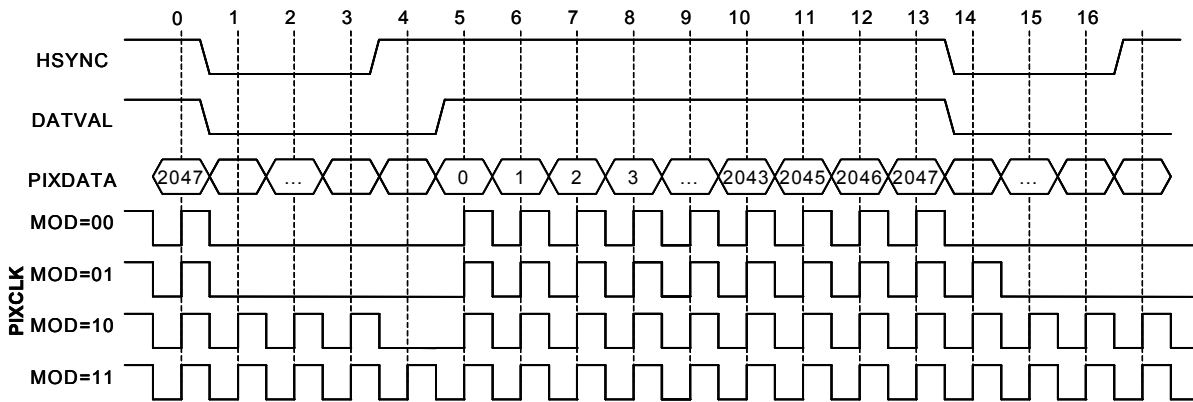 0 1 2 3 4 5 6 7 8 9 10 11 12 13 14 15 16
HSYNC
DATVAL
PIXDATA 2047 ... 0 1 2 3 ... 2043 2045 2046 2047 ...
MOD=00
MOD=01
MOD=10
MOD=11
PIXCLK